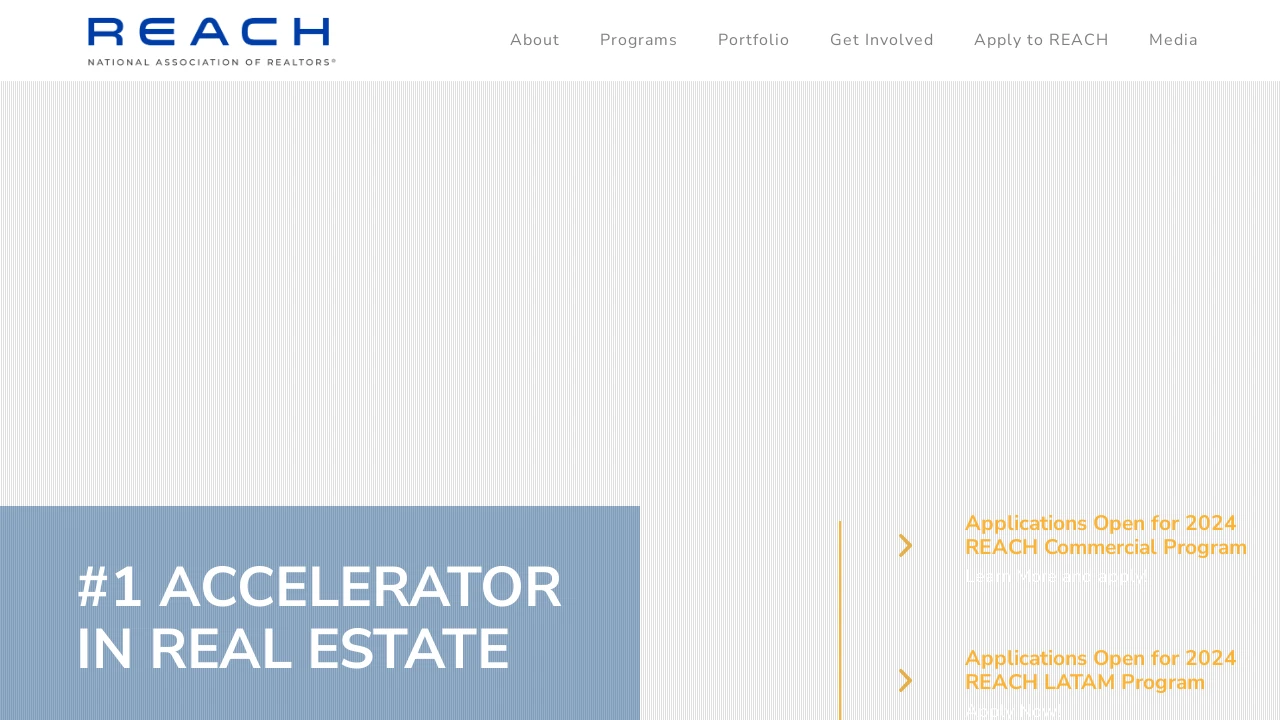 REACH
NATIONAL ASSOCIATION OF REALTORS®
About
Programs
Portfolio
Get Involved
Apply to REACH
Media
#1 ACCELERATOR
IN REAL ESTATE
Applications Open for 2024
REACH Commercial Program
Learn More and apply!
Applications Open for 2024
REACH LATAM Program
Apply Now!